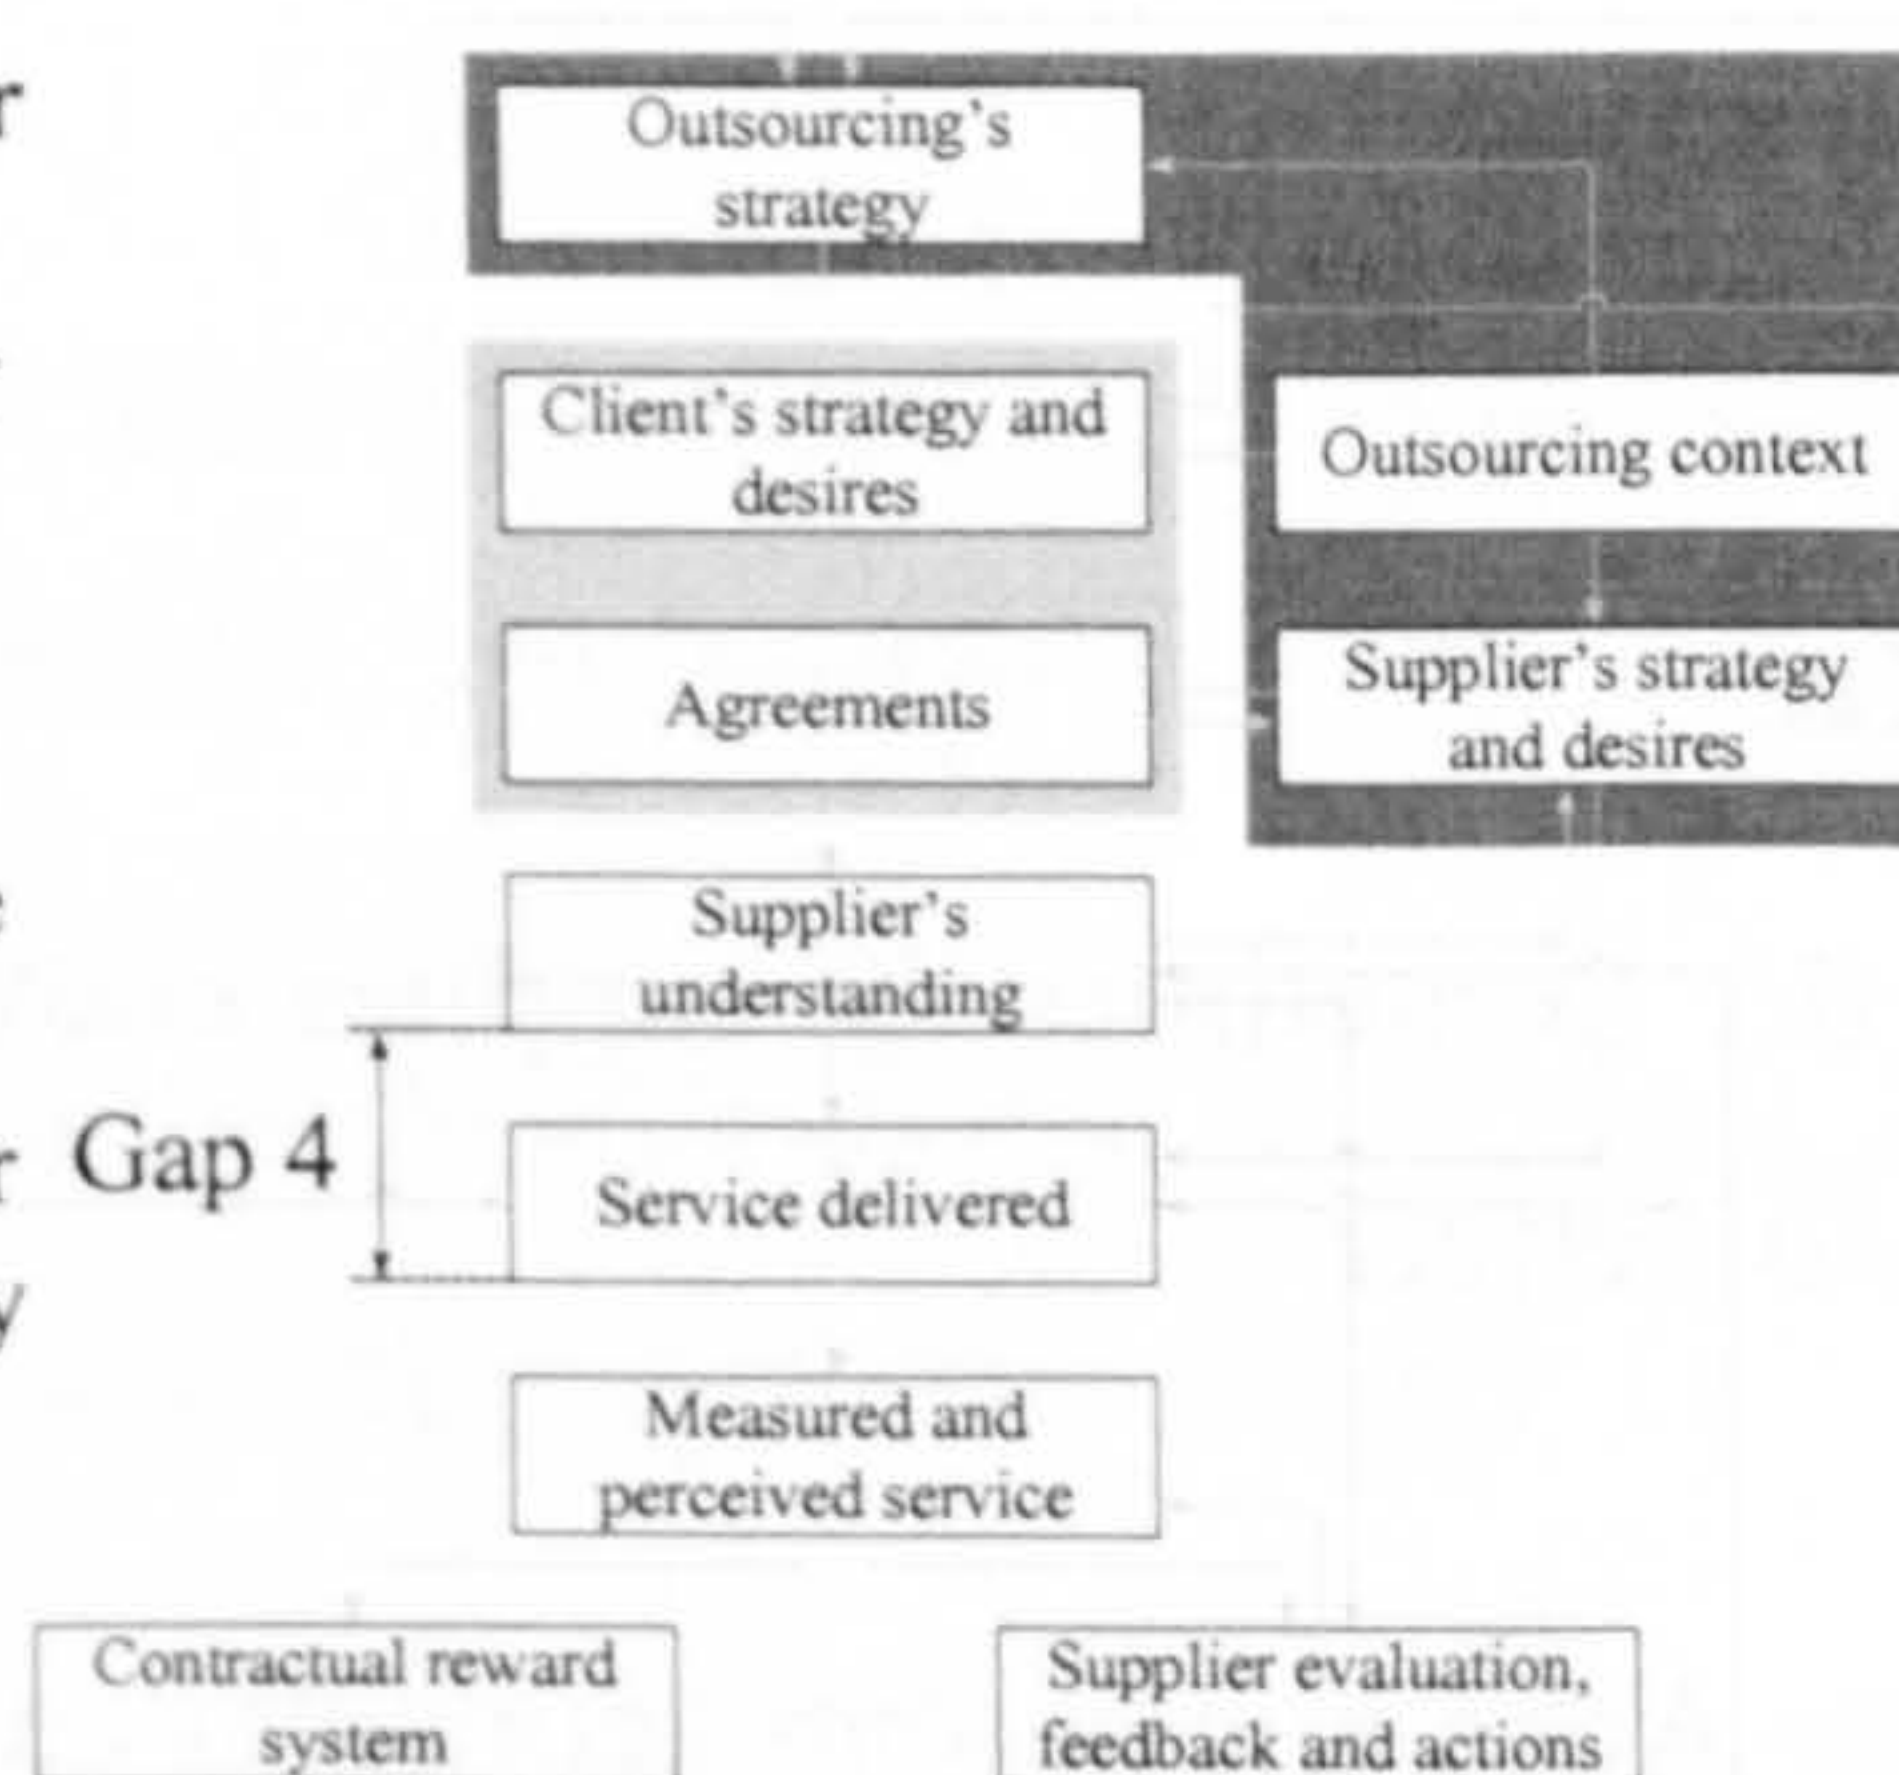 Outsourcing's
strategy
Client's strategy and
desires
Outsourcing context
Agreements
Supplier's strategy
and desires
Supplier's
understanding
Gap 4
Service delivered
Measured and
perceived service
Contractual reward
system
Supplier evaluation,
feedback and actions